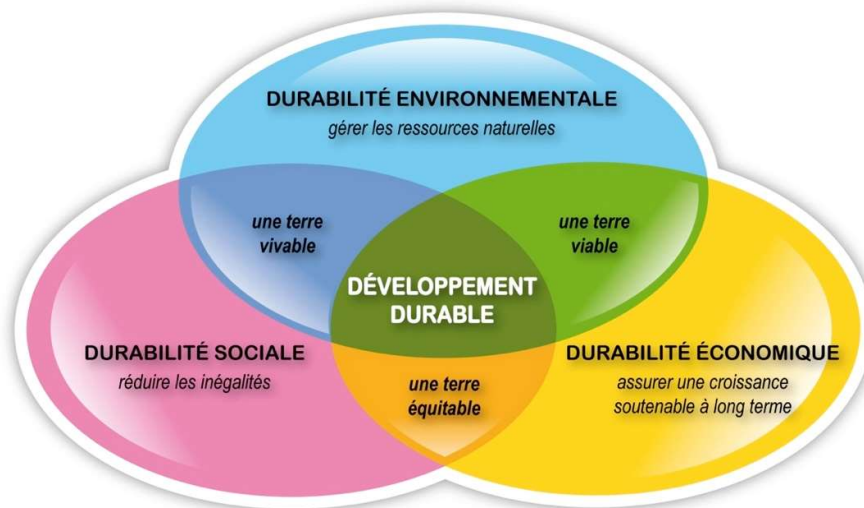 DURABILITÉ ENVIRONNEMENTALE
gérer les ressources naturelles
une terre
vivable
une terre
viable
DÉVELOPPEMENT
DURABLE
DURABILITÉ SOCIALE
réduire les inégalités
DURABILITÉ ÉCONOMIQUE
assurer une croissance
soutenable à long terme
une terre
équitable